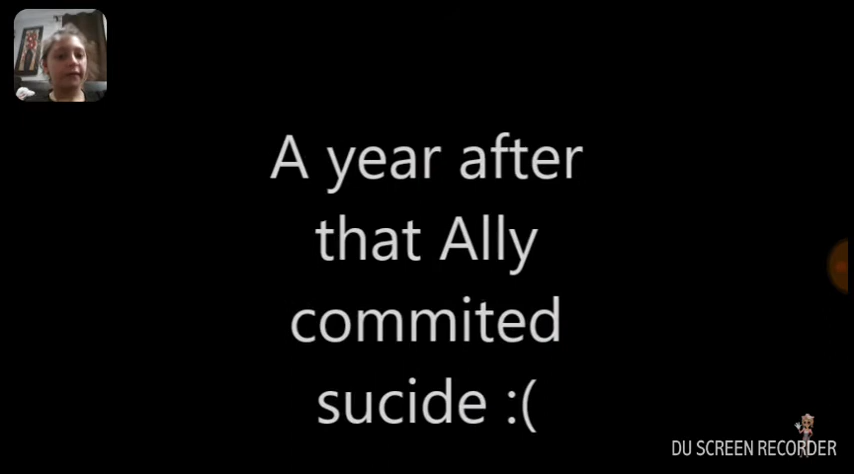 A year after
that Ally
commited
sucide :(
DU SCREEN RECORDER